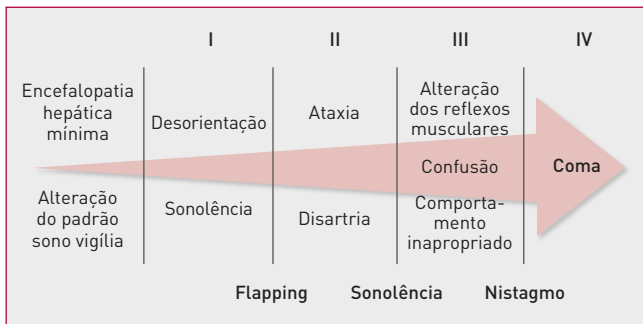 I II III IV
Encefalopatia
hepática
mínima
Desorientação
Ataxia
Alteração
dos reflexos
musculares
Confusão
Coma
Alteração
do padrão
sono vigília
Sonolência
Disartria
Comporta-
mento
inapropriado
Flapping Sonolência Nistagmo